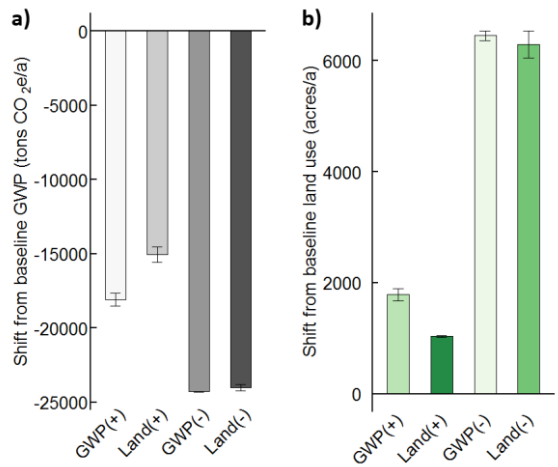 a)
Shift from baseline GWP (tons CO2e/a)
0
-5000
-10000
-15000
-20000
-25000
GWP(+)
Land(+)
GWP(-)
Land(-)
b)
Shift from baseline land use (acres/a)
6000
4000
2000
0
GWP(+)
Land(+)
GWP(-)
Land(-)